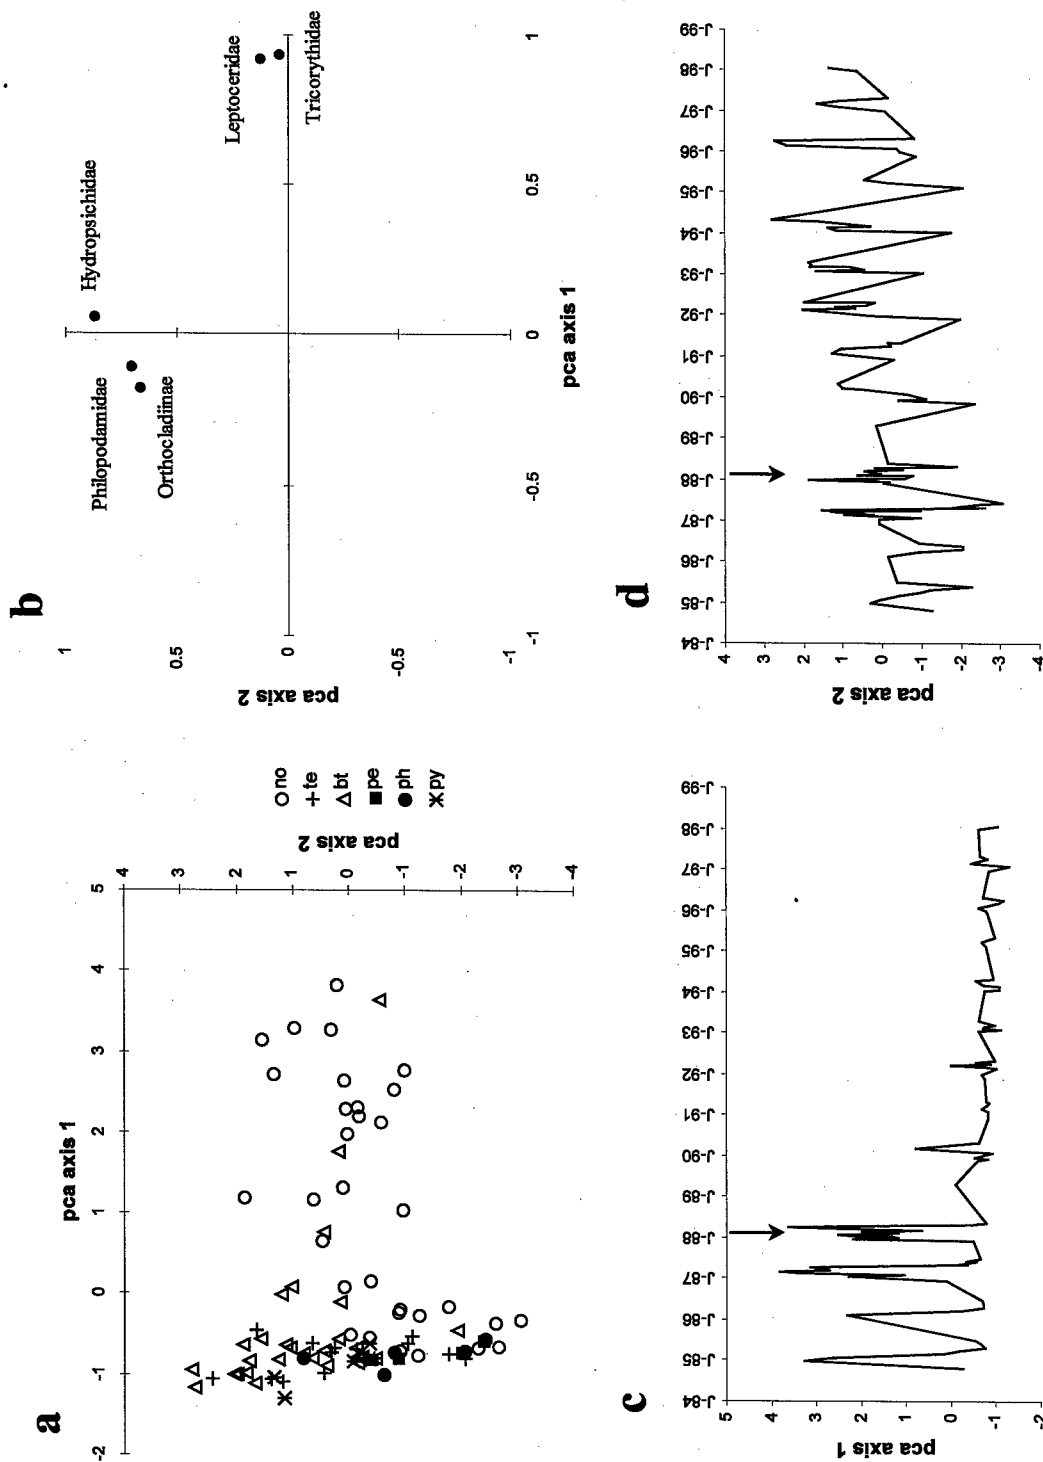 a
pca axis 1
-2
-1
0
1
2
3
4
5
4
3
2
1
0
-1
-2
-3
-4
pca axis 2
no
te
bt
pe
ph
py
b
1
0.5
0
-0.5
-1
pca axis 2
-1
-0.5
0
0.5
1
pca axis 1
Philopodamidae
Orthocladiinae
Hydropsichidae
Leptoceridae
Tricorythidae
c
5
4
3
2
1
0
-1
-2
pca axis 1
J-84
J-85
J-86
J-87
J-88
J-89
J-90
J-91
J-92
J-93
J-94
J-95
J-96
J-97
J-98
J-99
d
4
3
2
1
0
-1
-2
-3
-4
pca axis 2
J-84
J-85
J-86
J-87
J-88
J-89
J-90
J-91
J-92
J-93
J-94
J-95
J-96
J-97
J-98
J-99